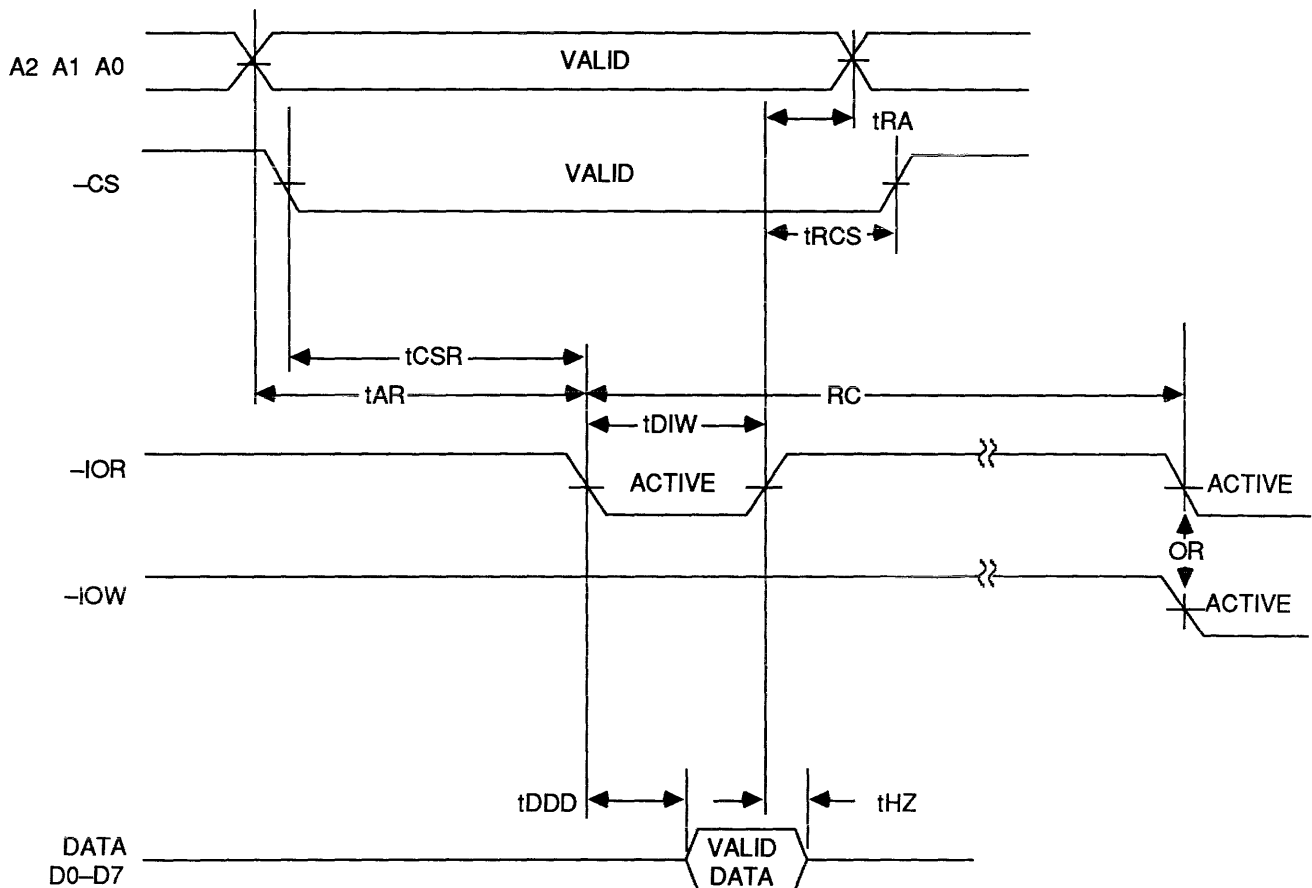 A2 A1 A0
VALID
tRA
–CS
VALID
tRCS
tCSR
tAR
RC
tDIW
–IOR
ACTIVE
ACTIVE
OR
–IOW
ACTIVE
tDDD
tHZ
DATA
D0–D7
VALID
DATA